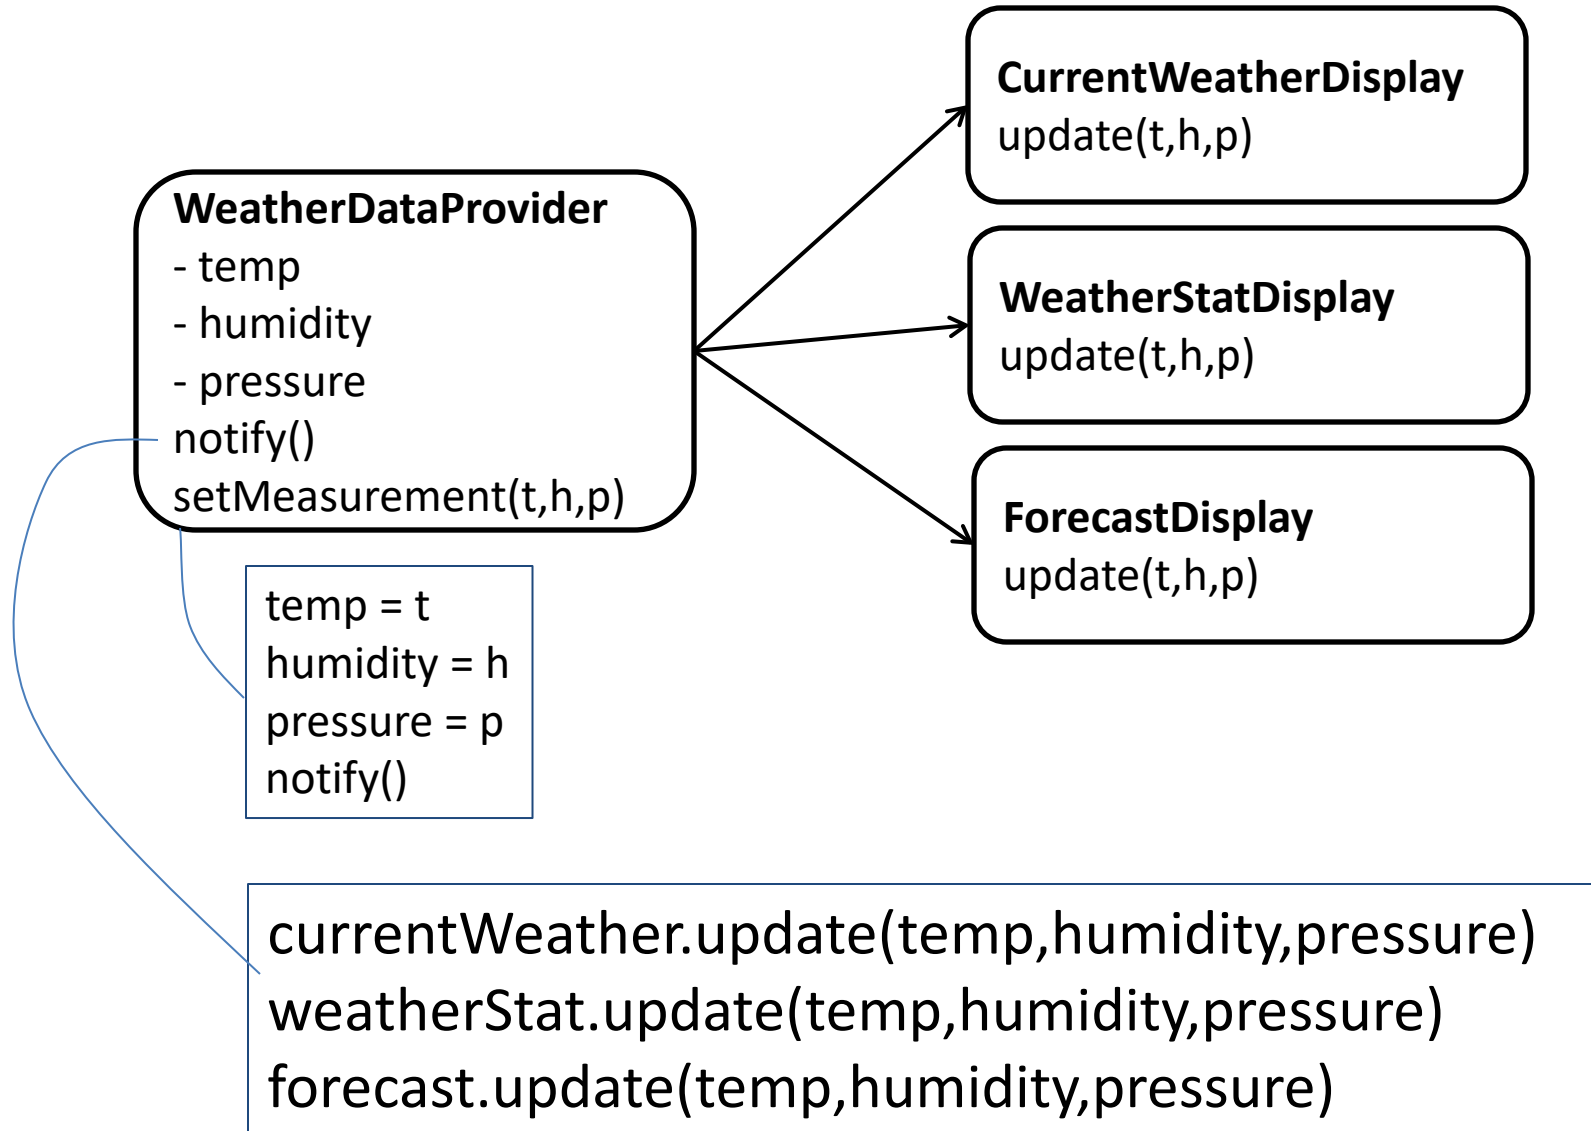 CurrentWeatherDisplay
update(t,h,p)
WeatherDataProvider
- temp
- humidity
- pressure
notify()
setMeasurement(t,h,p)
WeatherStatDisplay
update(t,h,p)
ForecastDisplay
update(t,h,p)
temp = t
humidity = h
pressure = p
notify()
currentWeather.update(temp,humidity,pressure)
weatherStat.update(temp,humidity,pressure)
forecast.update(temp,humidity,pressure)